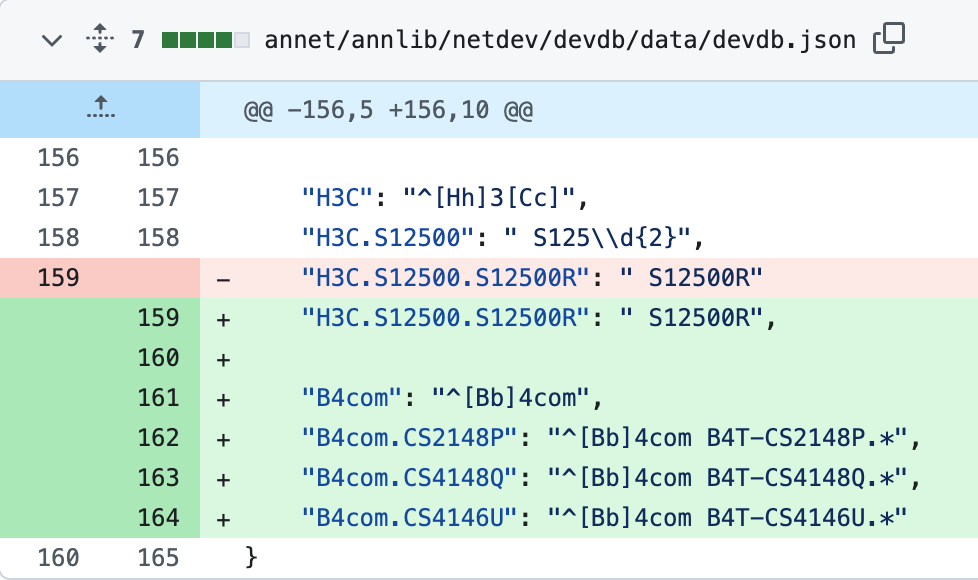 7 annet/annlib/netdev/devdb/data/devdb.json
@@ -156,5 +156,10 @@
156 156
157 157 "H3C": "^[Hh]3[Cc]",
158 158 "H3C.S12500": " S125\\d{2}",
159 - "H3C.S12500.S12500R": " S12500R"
159 + "H3C.S12500.S12500R": " S12500R",
160 +
161 + "B4com": "^[Bb]4com",
162 + "B4com.CS2148P": "^[Bb]4com B4T-CS2148P.*",
163 + "B4com.CS4148Q": "^[Bb]4com B4T-CS4148Q.*",
164 + "B4com.CS4146U": "^[Bb]4com B4T-CS4146U.*"
160 165 }